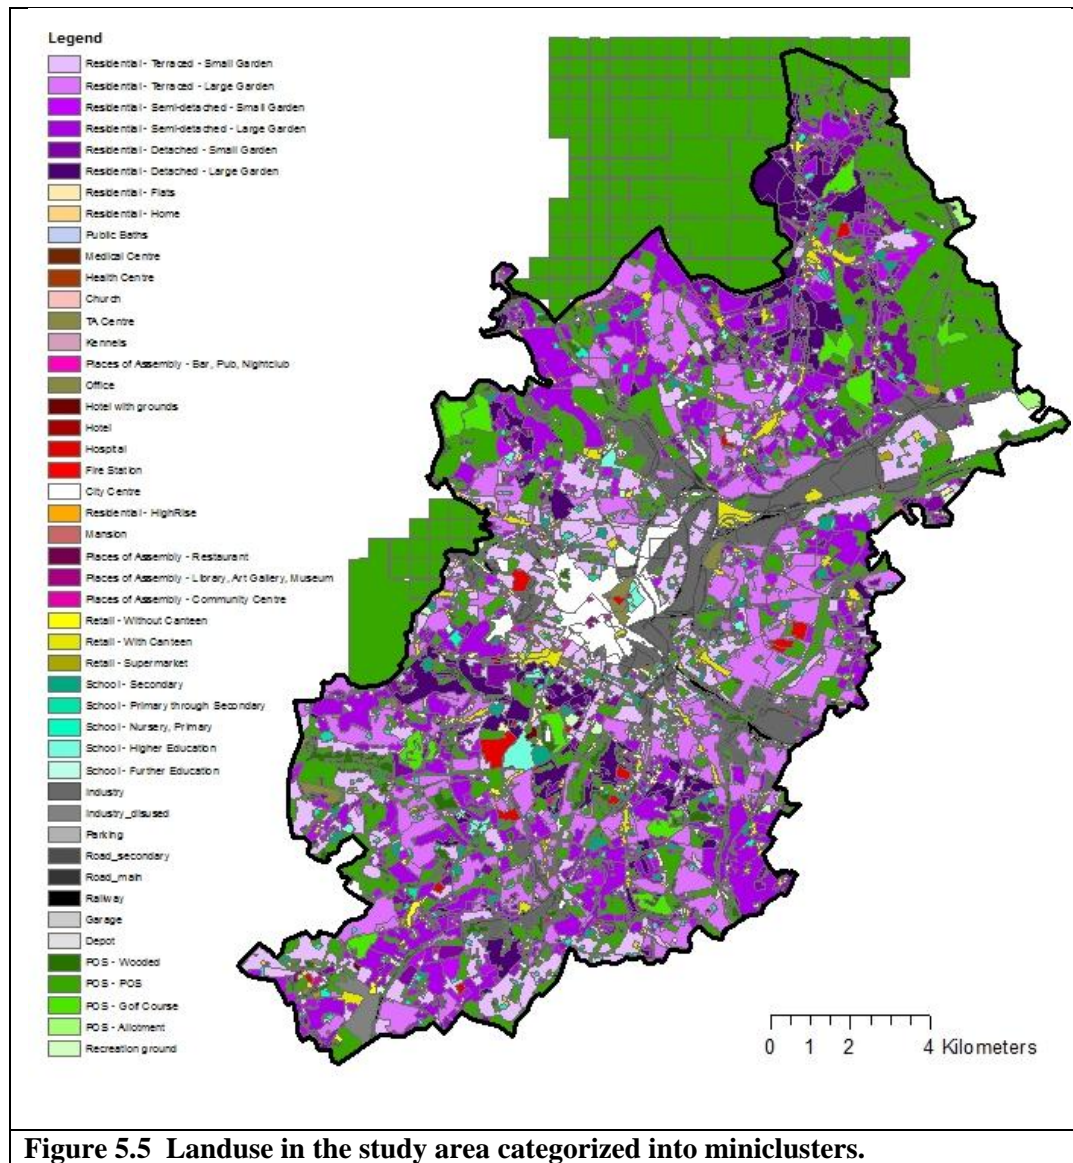 Legend
Residential - Terraced - Small Garden
Residential - Terraced - Large Garden
Residential - Semi-detached - Small Garden
Residential - Semi-detached - Large Garden
Residential - Detached - Small Garden
Residential - Detached - Large Garden
Residential - Flats
Residential - Home
Public Baths
Medical Centre
Health Centre
Church
TA Centre
Kennels
Places of Assembly - Bar, Pub, Nightclub
Office
Hotel with grounds
Hotel
Hospital
Fire Station
City Centre
Residential - HighRise
Mansion
Places of Assembly - Restaurant
Places of Assembly - Library, Art Gallery, Museum
Places of Assembly - Community Centre
Retail - Without Canteen
Retail - With Canteen
Retail - Supermarket
School - Secondary
School - Primary through Secondary
School - Nursery, Primary
School - Higher Education
School - Further Education
Industry
Industry_disused
Parking
Road_secondary
Road_main
Railway
Garage
Depot
POS - Wooded
POS - POS
POS - Golf Course
POS - Allotment
Recreation ground
0 1 2 4 Kilometers
Figure 5.5 Landuse in the study area categorized into miniclusters.